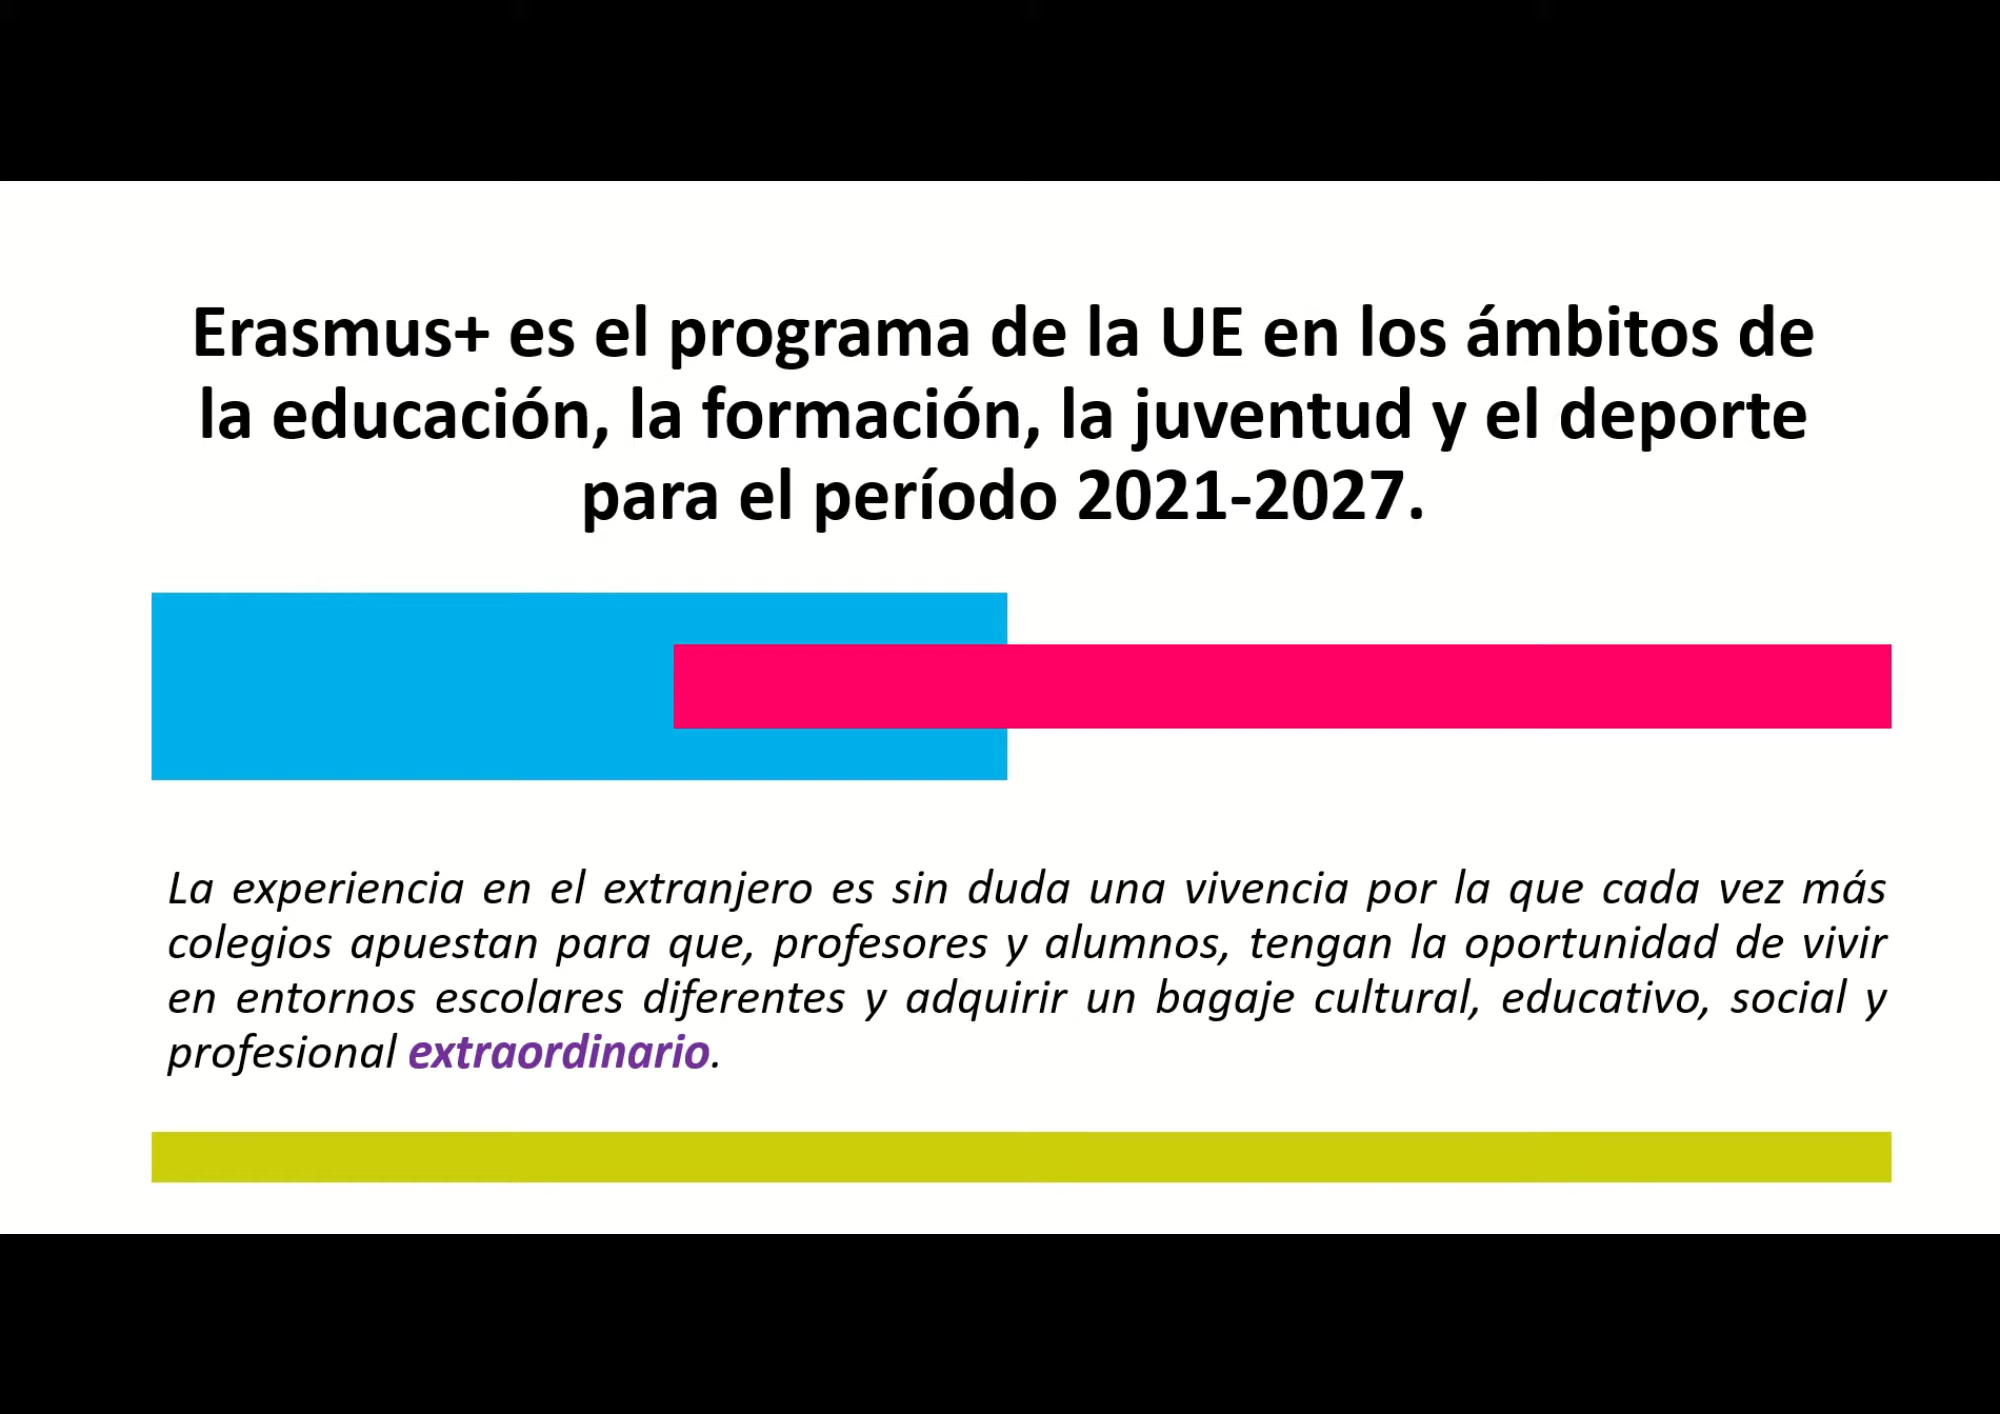 Erasmus+ es el programa de la UE en los ámbitos de
la educación, la formación, la juventud y el deporte
para el período 2021-2027.
La experiencia en el extranjero es sin duda una vivencia por la que cada vez más
colegios apuestan para que, profesores y alumnos, tengan la oportunidad de vivir
en entornos escolares diferentes y adquirir un bagaje cultural, educativo, social y
profesional extraordinario.